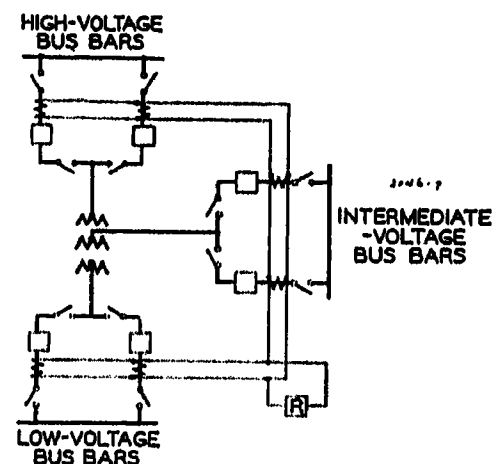 HIGH-VOLTAGE
BUS BARS
INTERMEDIATE
-VOLTAGE
BUS BARS
R
LOW-VOLTAGE
BUS BARS